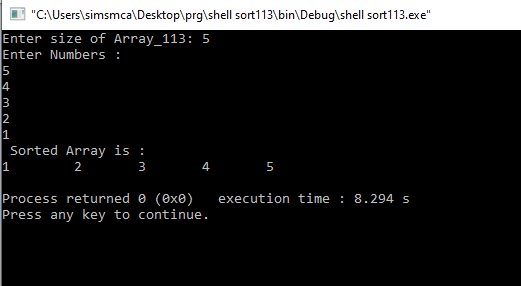 "C:\Users\simsmca\Desktop\prg\shell sort113\bin\Debug\shell sort113.exe"
Enter size of Array_113: 5
Enter Numbers :
5
4
3
2
1
 Sorted Array is :
1        2       3       4       5
Process returned 0 (0x0)   execution time : 8.294 s
Press any key to continue.